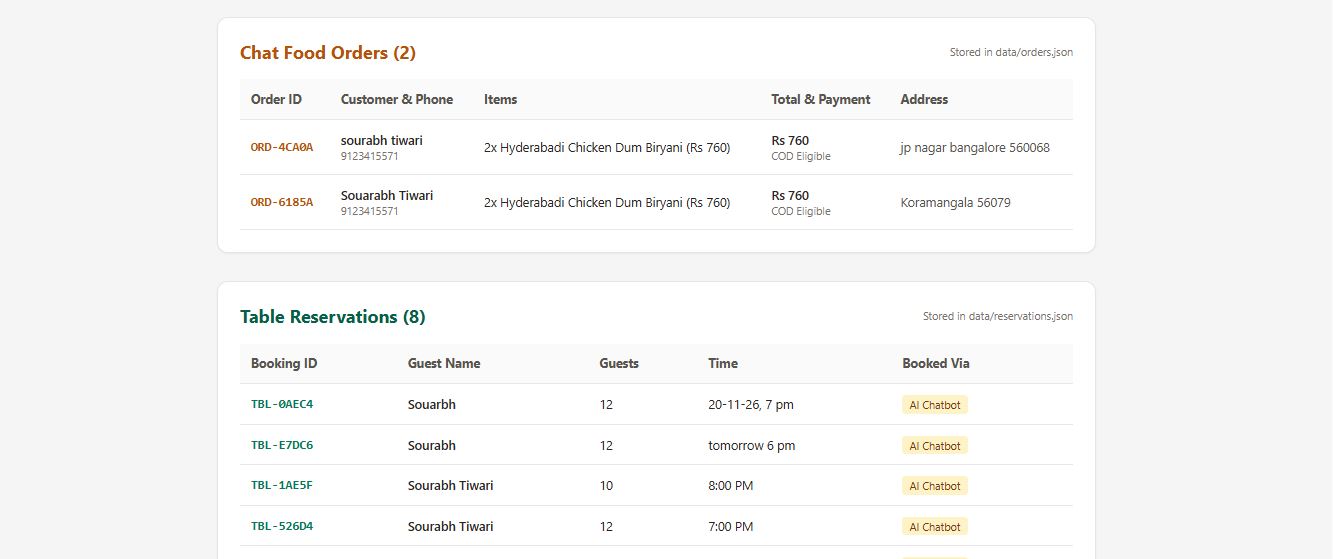 Chat Food Orders (2)
Stored in data/orders.json
Order ID Customer & Phone Items Total & Payment Address
ORD-4CA0A sourabh tiwari 9123415571 2x Hyderabadi Chicken Dum Biryani (Rs 760) Rs 760 COD Eligible jp nagar bangalore 560068
ORD-6185A Souarabh Tiwari 9123415571 2x Hyderabadi Chicken Dum Biryani (Rs 760) Rs 760 COD Eligible Koramangala 56079
Table Reservations (8)
Stored in data/reservations.json
Booking ID Guest Name Guests Time Booked Via
TBL-0AEC4 Souarbh 12 20-11-26, 7 pm AI Chatbot
TBL-E7DC6 Sourabh 12 tomorrow 6 pm AI Chatbot
TBL-1AE5F Sourabh Tiwari 10 8:00 PM AI Chatbot
TBL-526D4 Sourabh Tiwari 12 7:00 PM AI Chatbot